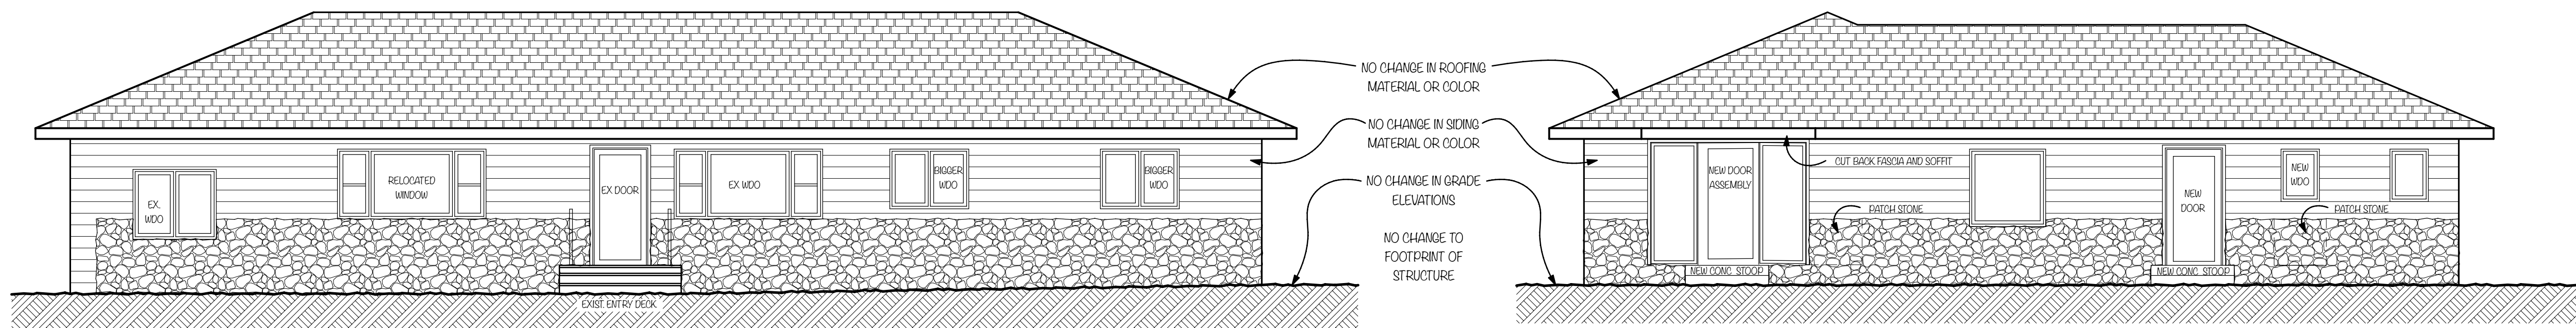 EX.
WDO
RELOCATED
WINDOW
EX DOOR
EX WDO
BIGGER
WDO
BIGGER
WDO
EXIST. ENTRY DECK
NO CHANGE IN ROOFING
MATERIAL OR COLOR
NO CHANGE IN SIDING
MATERIAL OR COLOR
NO CHANGE IN GRADE
ELEVATIONS
NO CHANGE TO
FOOTPRINT OF
STRUCTURE
NEW DOOR
ASSEMBLY
CUT BACK FASCIA AND SOFFIT
PATCH STONE
NEW CONC. STOOP
NEW
DOOR
NEW
WDO
PATCH STONE
NEW CONC. STOOP